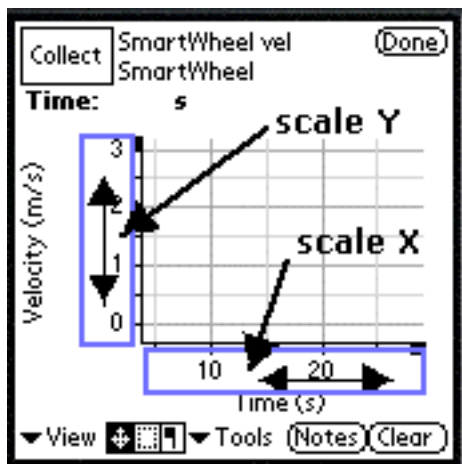 Collect
SmartWheel vel
SmartWheel
Done
Time: s
scale Y
Velocity (m/s)
3
2
1
0
scale X
10 20
Time (s)
View Tools Notes Clear